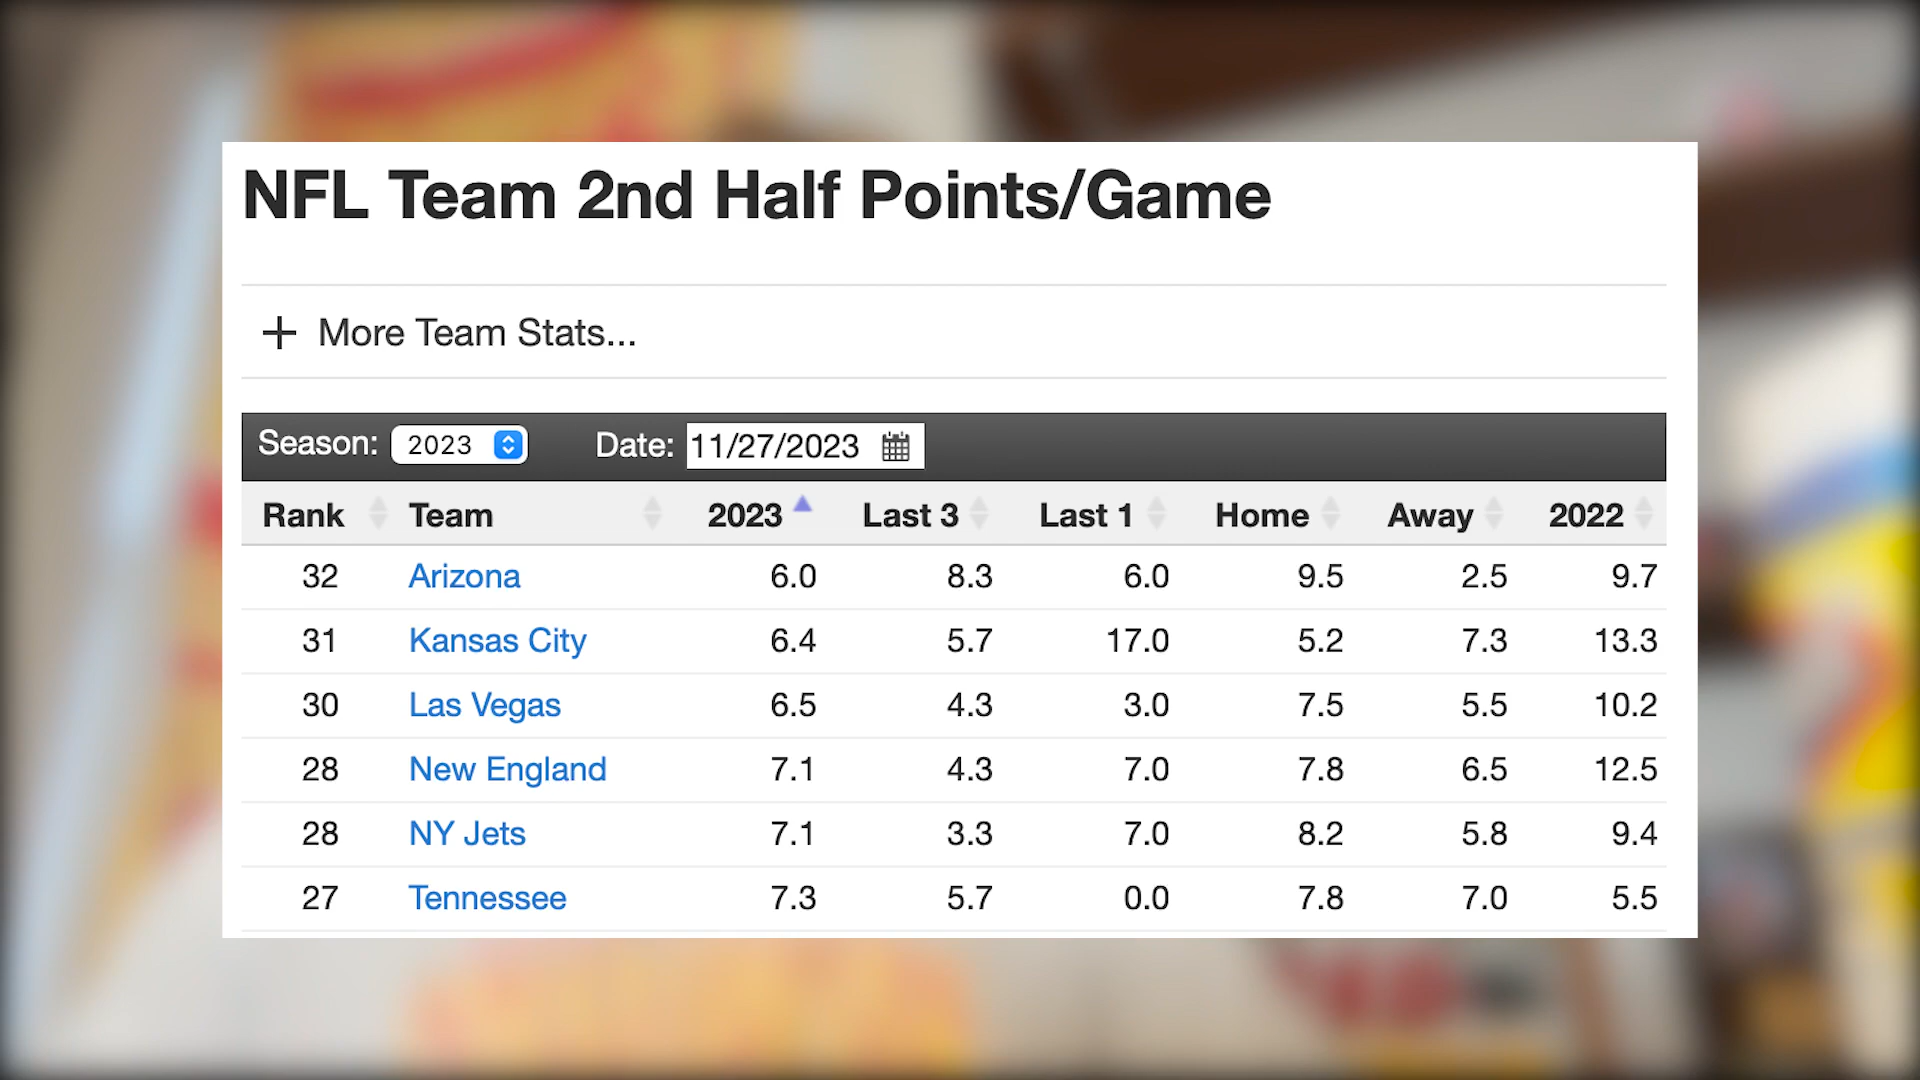 NFL Team 2nd Half Points/Game
+ More Team Stats...
Season: 2023 Date: 11/27/2023
Rank Team 2023 Last 3 Last 1 Home Away 2022
32 Arizona 6.0 8.3 6.0 9.5 2.5 9.7
31 Kansas City 6.4 5.7 17.0 5.2 7.3 13.3
30 Las Vegas 6.5 4.3 3.0 7.5 5.5 10.2
28 New England 7.1 4.3 7.0 7.8 6.5 12.5
28 NY Jets 7.1 3.3 7.0 8.2 5.8 9.4
27 Tennessee 7.3 5.7 0.0 7.8 7.0 5.5